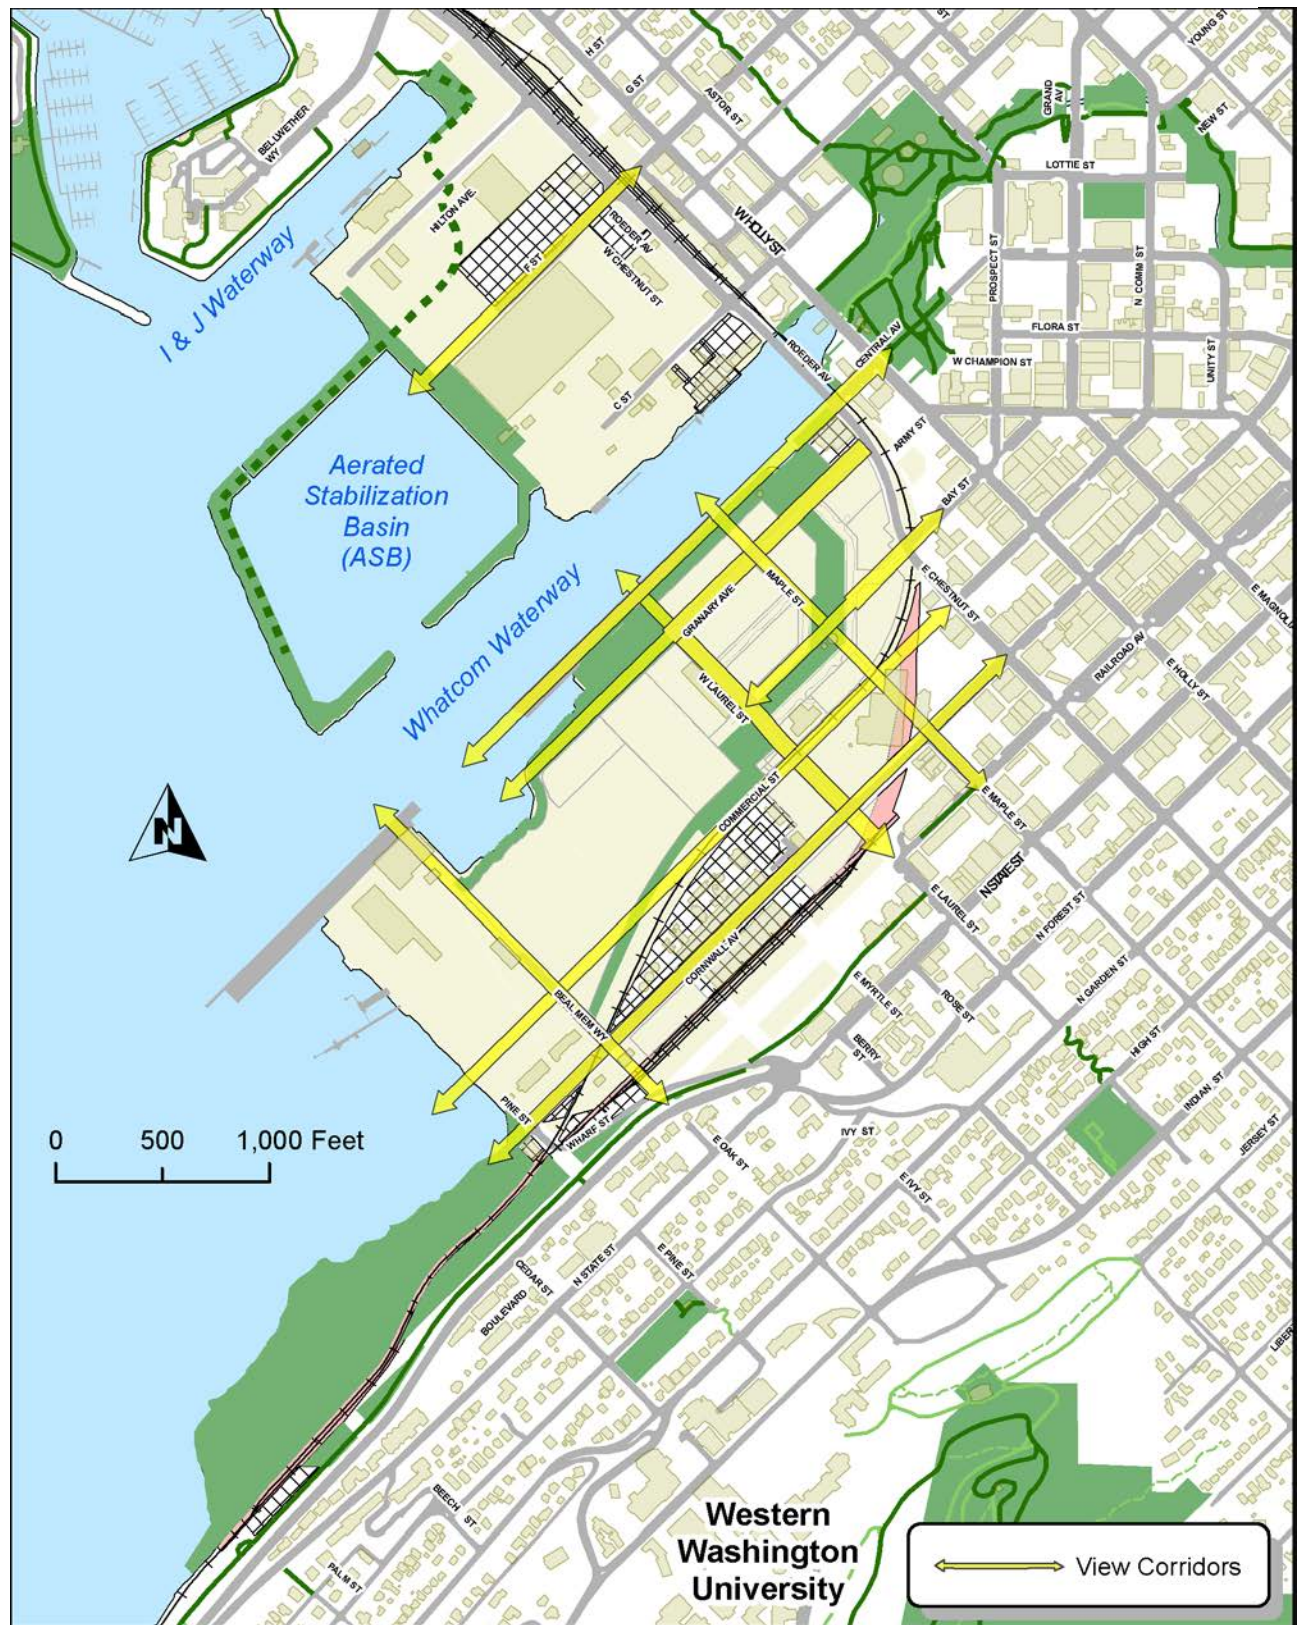 H ST
ST
YOUNG ST
G ST
ASTOR ST
GRAND
AV
NEW ST
BELLWETHER
WY
LOTTIE ST
HILTON AVE.
ROEDER AV
W HOLLY ST
W CHESTNUT ST
F ST
PROSPECT ST
N COMM ST
I & J Waterway
FLORA ST
UNITY ST
CENTRAL AV
W CHAMPION ST
ROEDER AV
C ST
ARMY ST
Aerated
Stabilization
Basin
(ASB)
BAY ST
E CHESTNUT ST
E MAGNOLI
MAPLE ST
GRANARY AVE
Whatcom Waterway
RAILROAD AV
E HOLLY ST
W LAUREL ST
N
COMMERCIAL ST
E MAPLE ST
N STATE ST
E LAUREL ST
N FOREST ST
CORNWALL AV
N GARDEN ST
E MYRTLE ST
ROSE ST
BEAL MEM WY
BERRY
ST
HIGH ST
INDIAN ST
JERSEY ST
PINE ST
WHARF ST
IVY ST
E OAK ST
E IVY ST
0 500 1,000 Feet
CEDAR ST
N STATE ST
E PINE ST
BOULEVARD
LIBER
BEECH ST
PALM ST
Western
Washington
University
View Corridors